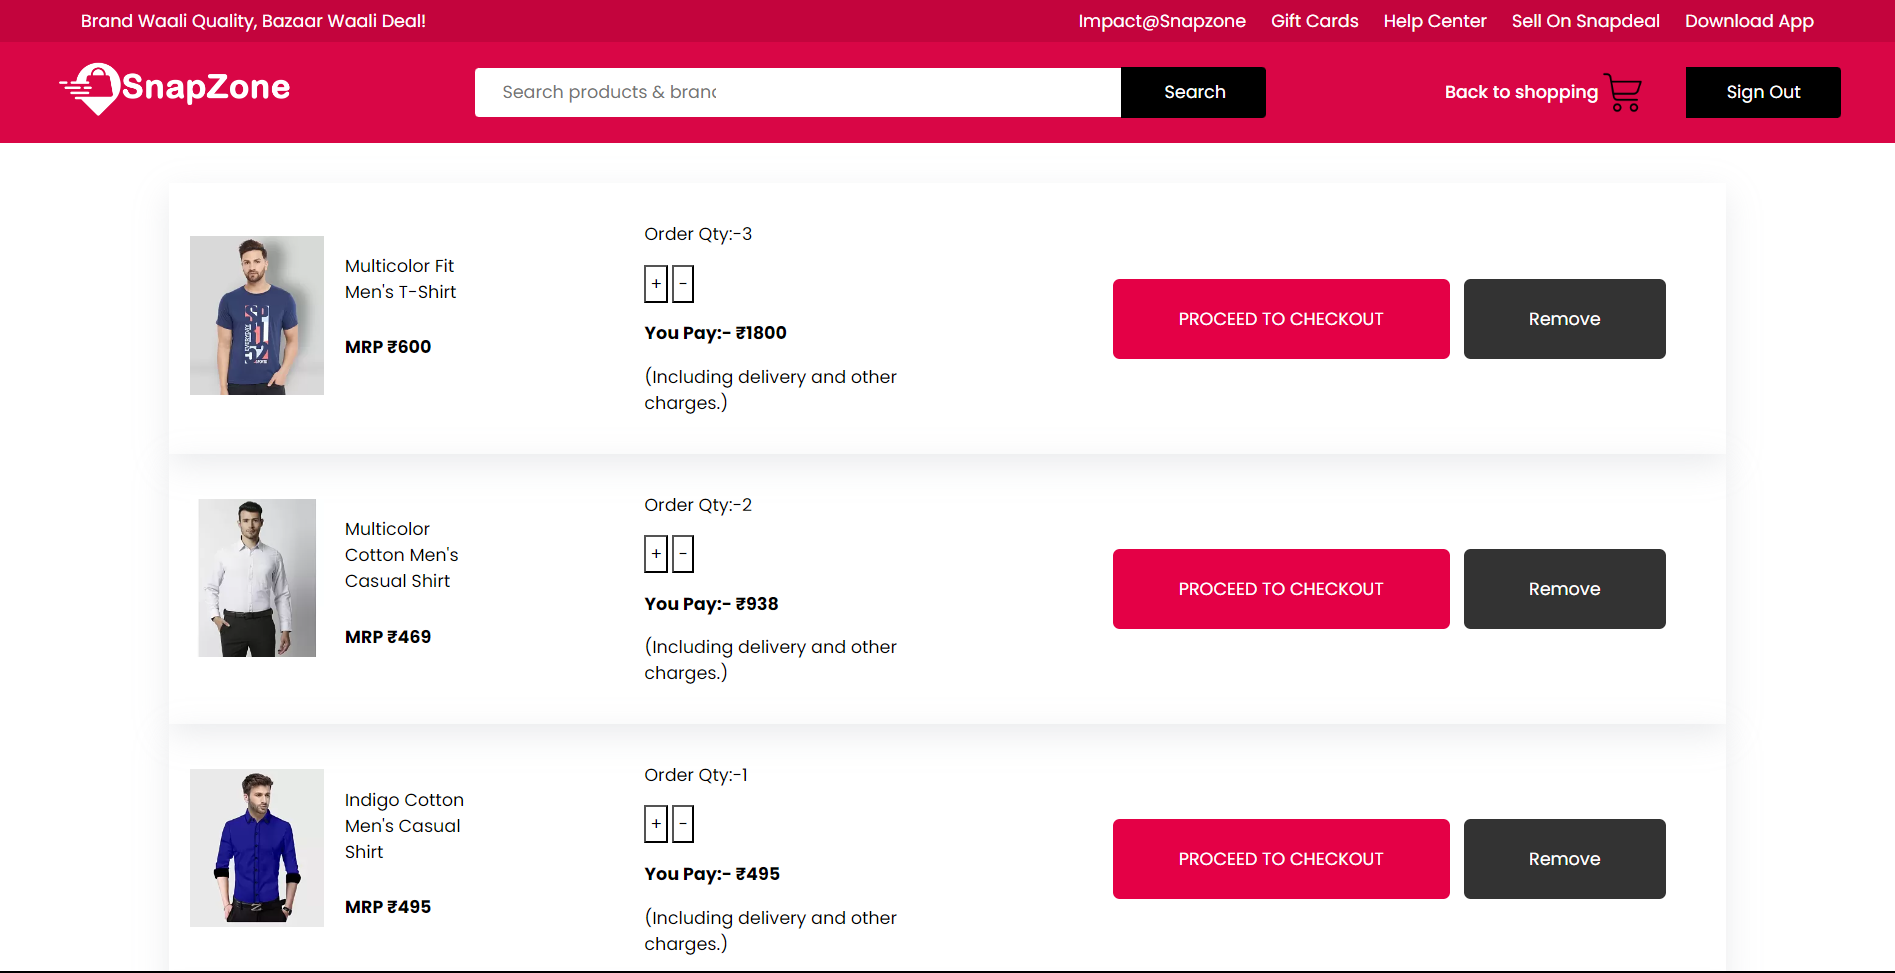 Brand Waali Quality, Bazaar Waali Deal!
Impact@Snapzone Gift Cards Help Center Sell On Snapdeal Download App
SnapZone
Search products & branc
Search
Back to shopping
Sign Out
Multicolor Fit
Men's T-Shirt
MRP ₹600
Order Qty:-3
+ -
You Pay:- ₹1800
(Including delivery and other
charges.)
PROCEED TO CHECKOUT
Remove
Multicolor
Cotton Men's
Casual Shirt
MRP ₹469
Order Qty:-2
+ -
You Pay:- ₹938
(Including delivery and other
charges.)
PROCEED TO CHECKOUT
Remove
Indigo Cotton
Men's Casual
Shirt
MRP ₹495
Order Qty:-1
+ -
You Pay:- ₹495
(Including delivery and other
charges.)
PROCEED TO CHECKOUT
Remove